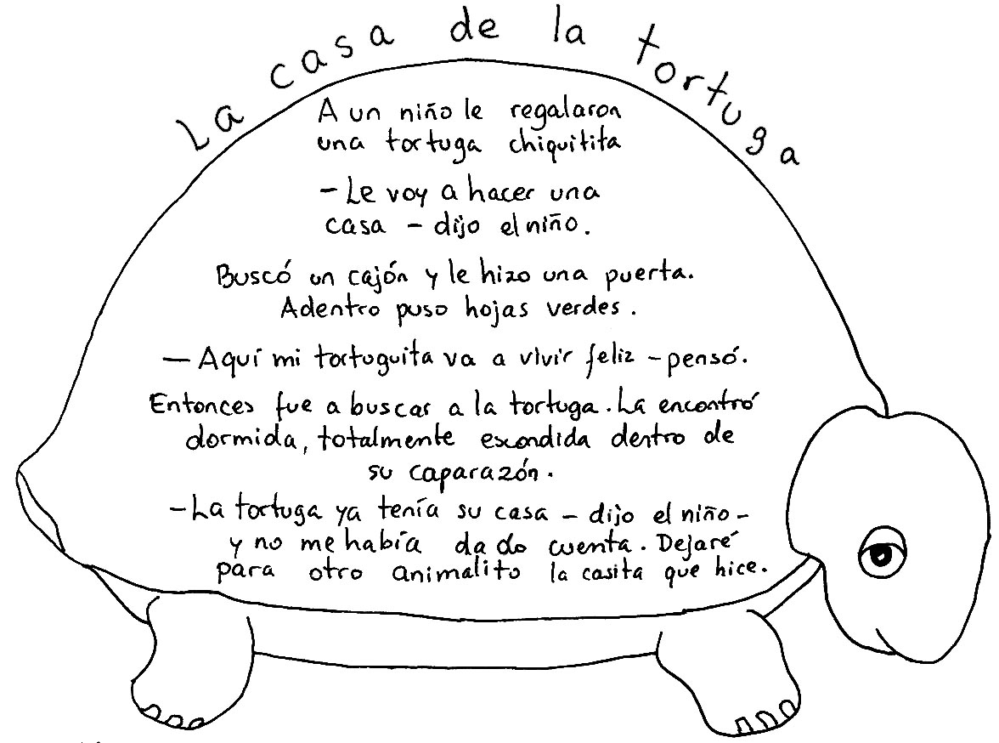 La casa de la tortuga
A un niño le regalaron
una tortuga chiquitita
- Le voy a hacer una
casa - dijo el niño.
Buscó un cajón y le hizo una puerta.
Adentro puso hojas verdes.
- Aquí mi tortuguita va a vivir feliz - pensó.
Entonces fue a buscar a la tortuga. La encontró
dormida, totalmente escondida dentro de
su caparazón.
- La tortuga ya tenía su casa - dijo el niño -
y no me había dado cuenta. Dejaré
para otro animalito la casita que hice.